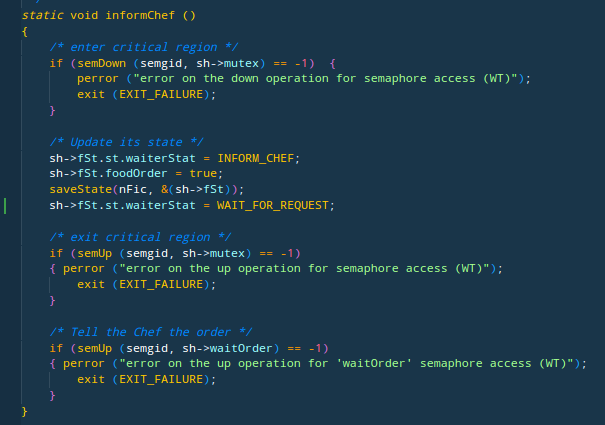 static void informChef ()
{
    /* enter critical region */
    if (semDown (semgid, sh->mutex) == -1)  {
        perror ("error on the down operation for semaphore access (WT)");
        exit (EXIT_FAILURE);
    }

    /* Update its state */
    sh->fSt.st.waiterStat = INFORM_CHEF;
    sh->fSt.foodOrder = true;
    saveState(nFic, &(sh->fSt));
    sh->fSt.st.waiterStat = WAIT_FOR_REQUEST;

    /* exit critical region */
    if (semUp (semgid, sh->mutex) == -1)
    { perror ("error on the up operation for semaphore access (WT)");
        exit (EXIT_FAILURE);
    }

    /* Tell the Chef the order */
    if (semUp (semgid, sh->waitOrder) == -1)
    { perror ("error on the up operation for 'waitOrder' semaphore access (WT)");
        exit (EXIT_FAILURE);
    }
}